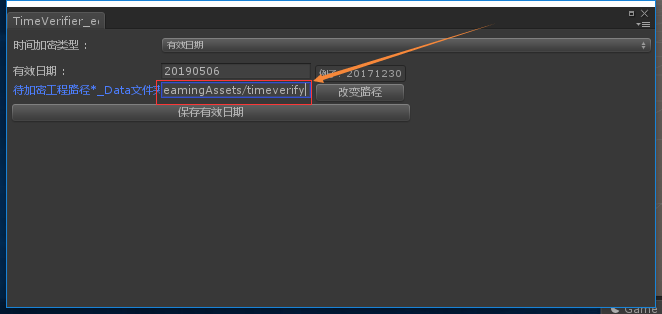 TimeVerifier_e
时间加密类型：
有效日期
有效日期：
20190506
例子：20171230
待加密工程路径*_Data文件夹
eamingAssets/timeverify
改变路径
保存有效日期
Game